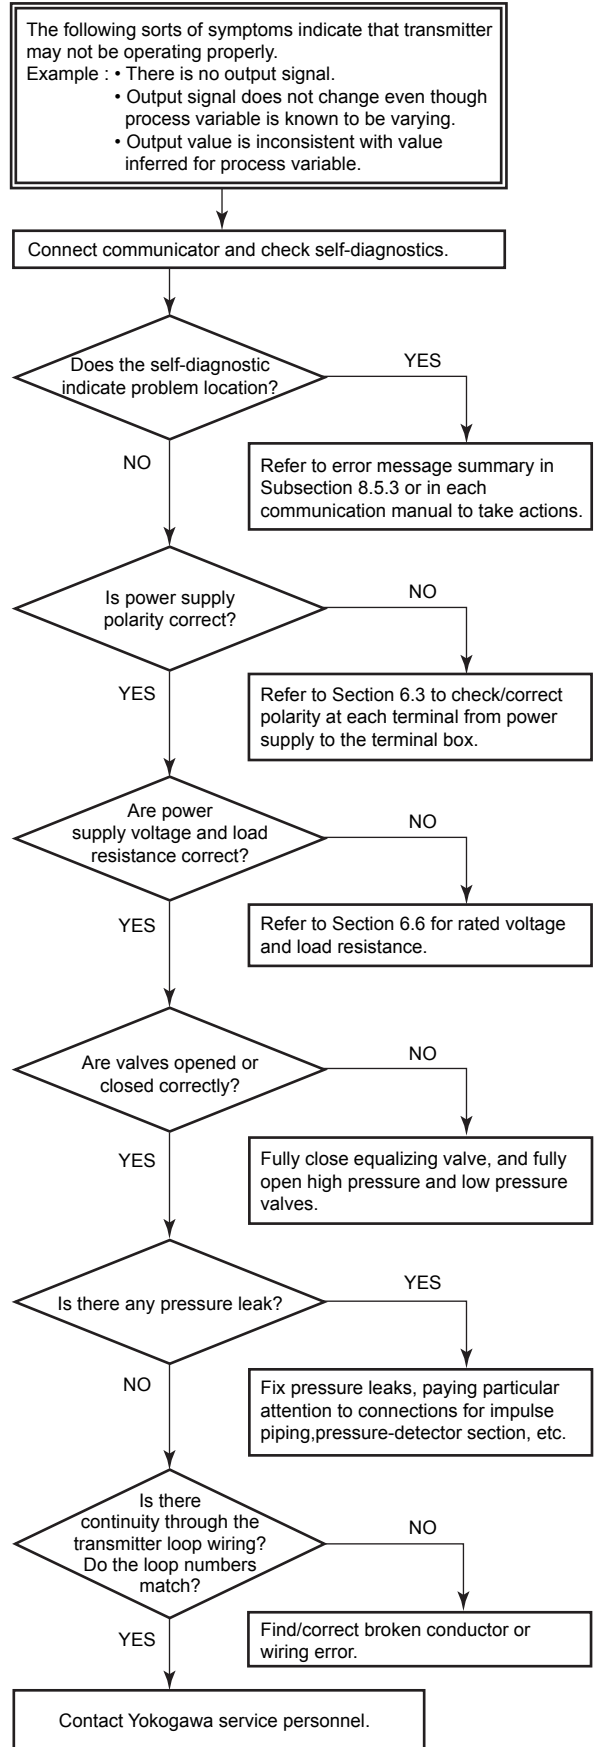 The following sorts of symptoms indicate that transmitter
may not be operating properly.
Example : • There is no output signal.
• Output signal does not change even though
process variable is known to be varying.
• Output value is inconsistent with value
inferred for process variable.
Connect communicator and check self-diagnostics.
Does the self-diagnostic
indicate problem location?
YES
NO
Refer to error message summary in
Subsection 8.5.3 or in each
communication manual to take actions.
Is power supply
polarity correct?
NO
YES
Refer to Section 6.3 to check/correct
polarity at each terminal from power
supply to the terminal box.
Are power
supply voltage and load
resistance correct?
NO
YES
Refer to Section 6.6 for rated voltage
and load resistance.
Are valves opened or
closed correctly?
NO
YES
Fully close equalizing valve, and fully
open high pressure and low pressure
valves.
Is there any pressure leak?
YES
NO
Fix pressure leaks, paying particular
attention to connections for impulse
piping,pressure-detector section, etc.
Is there
continuity through the
transmitter loop wiring?
Do the loop numbers
match?
NO
YES
Find/correct broken conductor or
wiring error.
Contact Yokogawa service personnel.